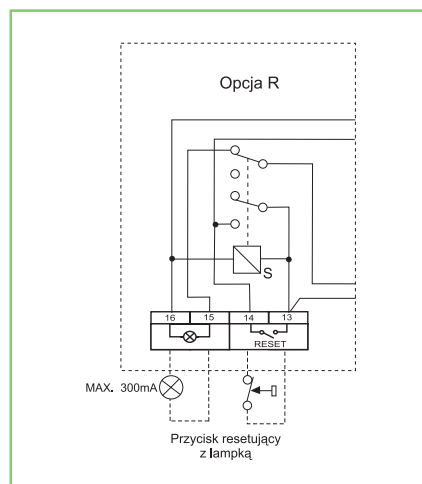 Opcja R
S
16 15 14 13
RESET
MAX. 300mA
Przycisk resetujący
z lampką